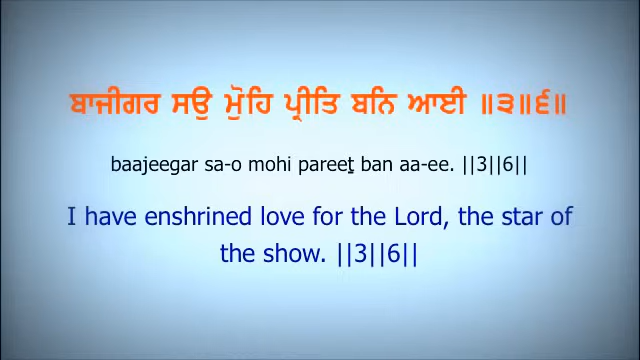 ਬਾਜੀਗਰ ਸਉ ਮੋੁਹਿ ਪ੍ਰੀਤਿ ਬਨਿ ਆਈ ॥੩॥੬॥
baajeegar sa-o mohi pareeṯ ban aa-ee. ||3||6||
I have enshrined love for the Lord, the star of
the show. ||3||6||